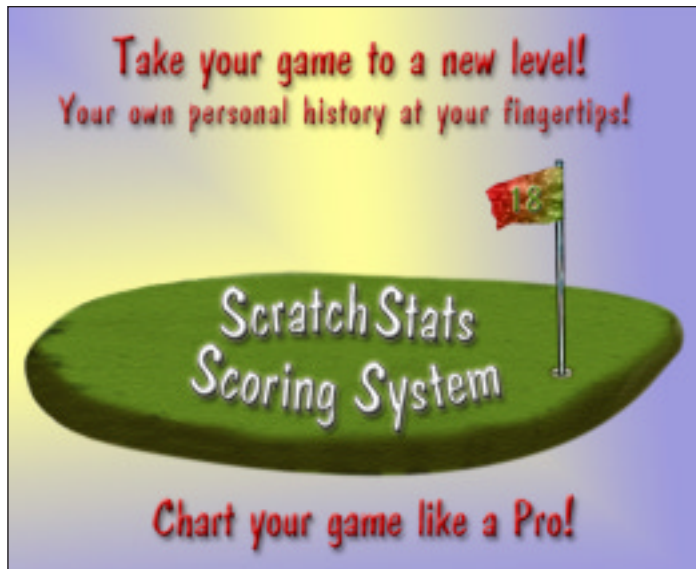 Take your game to a new level!
Your own personal history at your fingertips!
18
Scratch Stats
Scoring System
Chart your game like a Pro!